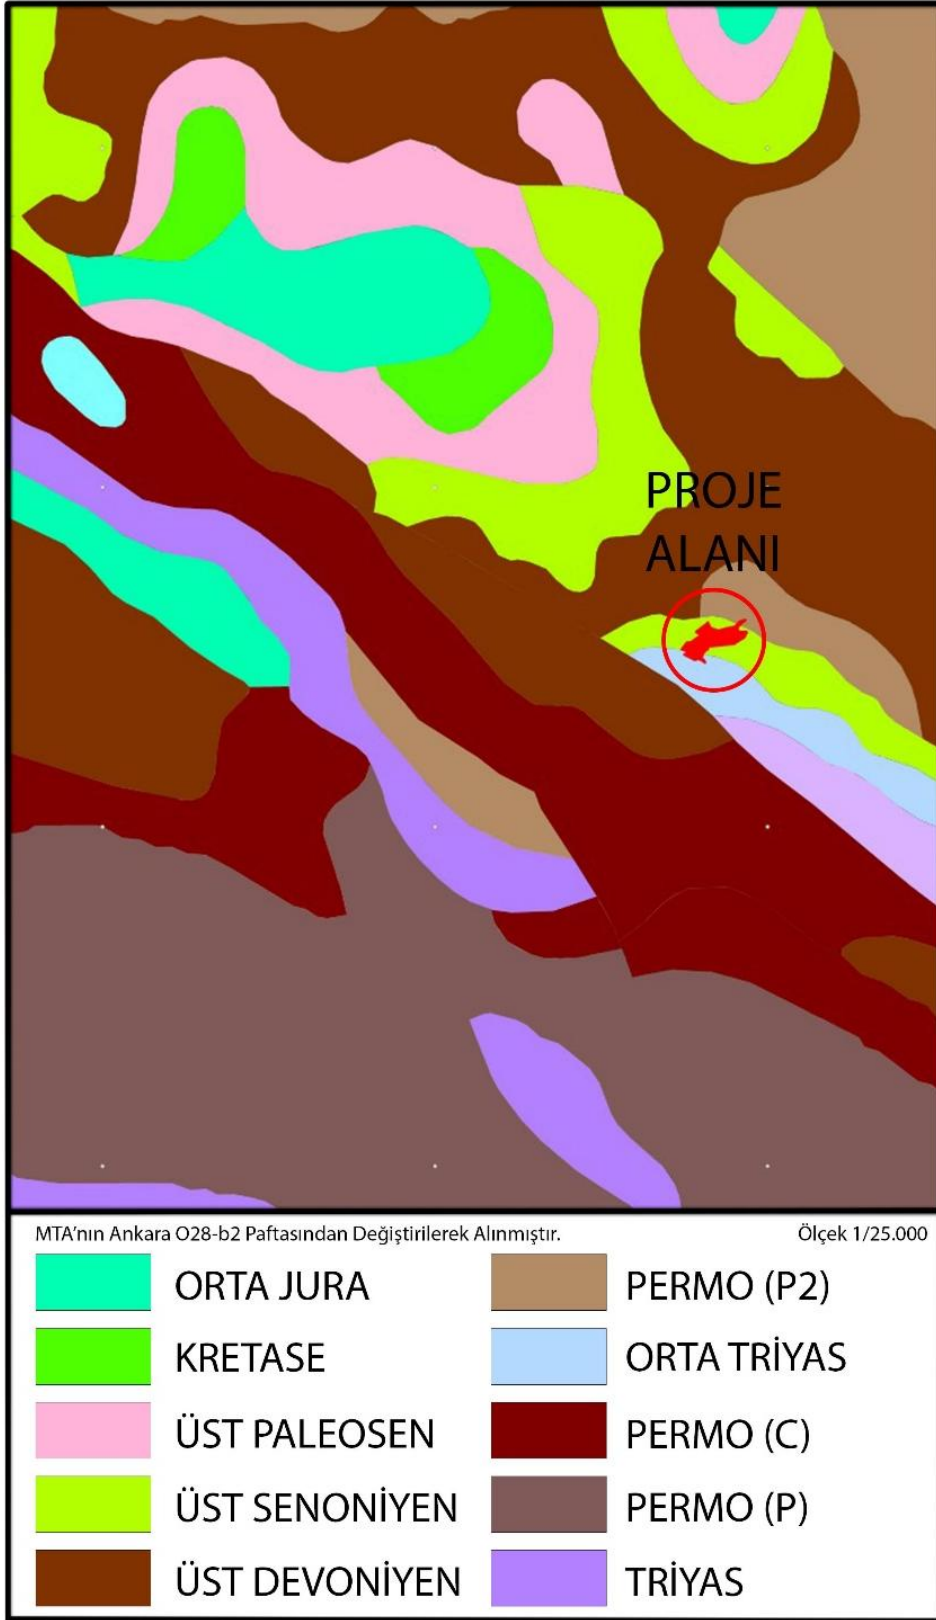 PROJE
ALANI
MTA'nın Ankara O28-b2 Paftasından Değiştirilerek Alınmıştır.
Ölçek 1/25.000
ORTA JURA
PERMO (P2)
KRETASE
ORTA TRİYAS
ÜST PALEOSEN
PERMO (C)
ÜST SENONİYEN
PERMO (P)
ÜST DEVONİYEN
TRİYAS